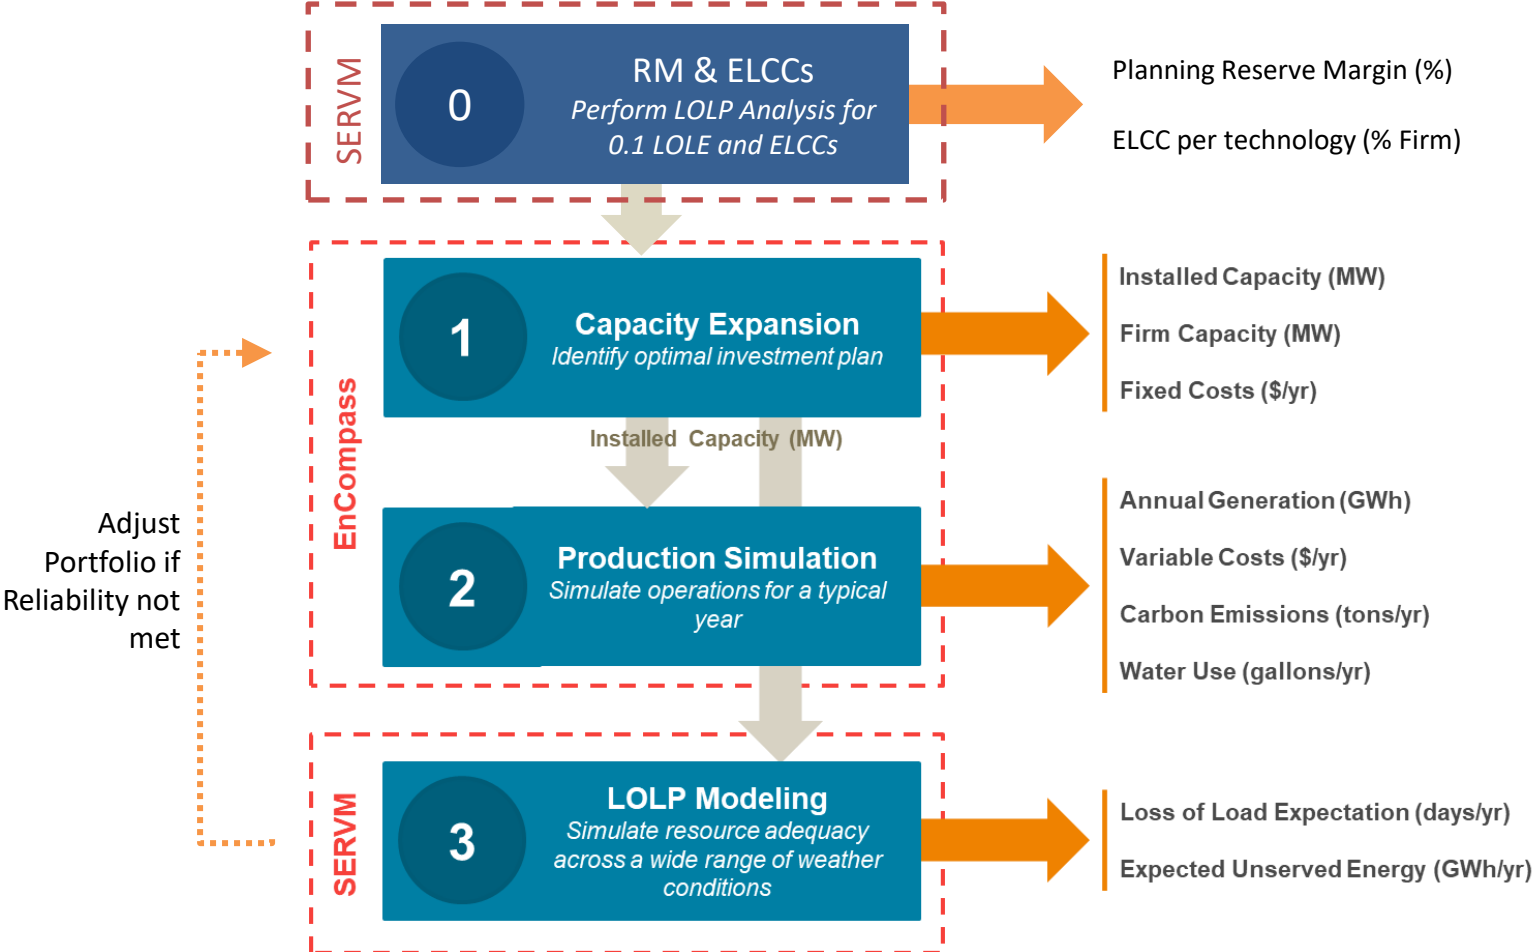 SERVM
0
RM & ELCCs
Perform LOLP Analysis for
0.1 LOLE and ELCCs
Planning Reserve Margin (%)
ELCC per technology (% Firm)
EnCompass
1
Capacity Expansion
Identify optimal investment plan
Installed Capacity (MW)
Firm Capacity (MW)
Fixed Costs ($/yr)
Installed Capacity (MW)
2
Production Simulation
Simulate operations for a typical
year
Annual Generation (GWh)
Variable Costs ($/yr)
Carbon Emissions (tons/yr)
Water Use (gallons/yr)
Adjust
Portfolio if
Reliability not
met
SERVM
3
LOLP Modeling
Simulate resource adequacy
across a wide range of weather
conditions
Loss of Load Expectation (days/yr)
Expected Unserved Energy (GWh/yr)